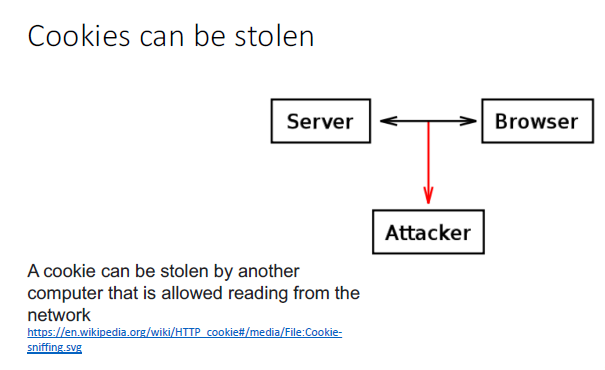 Cookies can be stolen
Server
Browser
Attacker
A cookie can be stolen by another
computer that is allowed reading from the
network
https://en.wikipedia.org/wiki/HTTP_cookie#/media/File:Cookie-
sniffing.svg